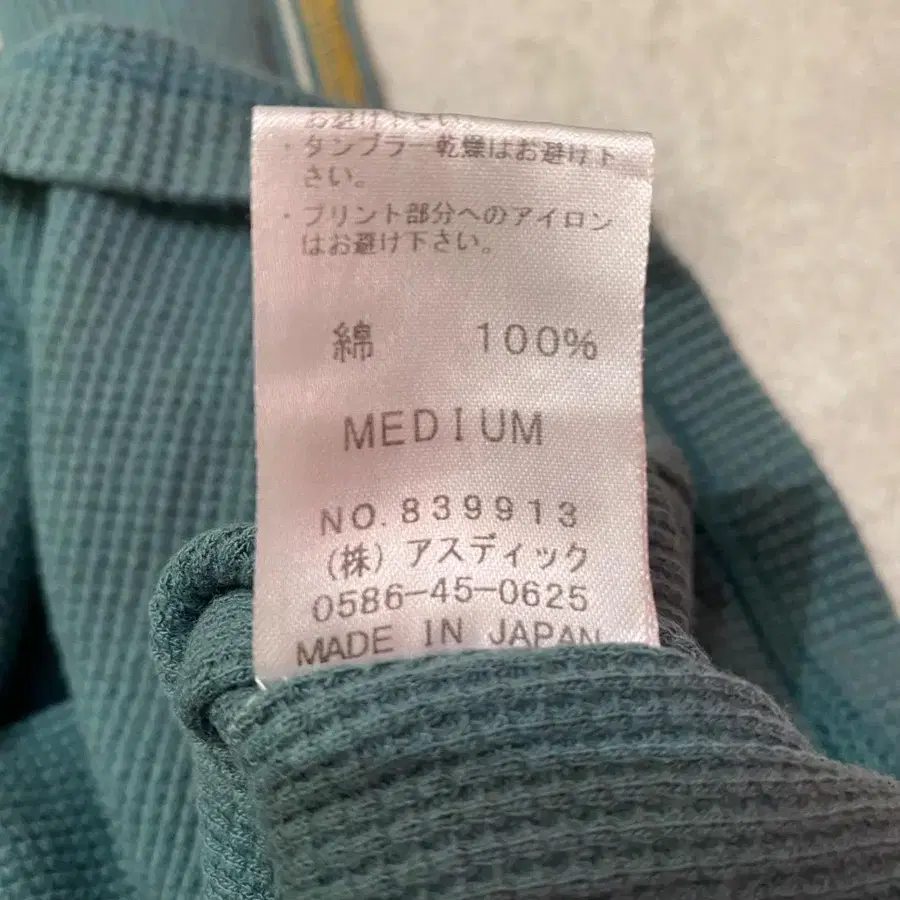 お避け下さい。
・タンブラー乾燥はお避け下
さい。
・プリント部分へのアイロン
はお避け下さい。
綿 100%
MEDIUM
NO.839913
(株)アスディック
0586-45-0625
MADE IN JAPAN